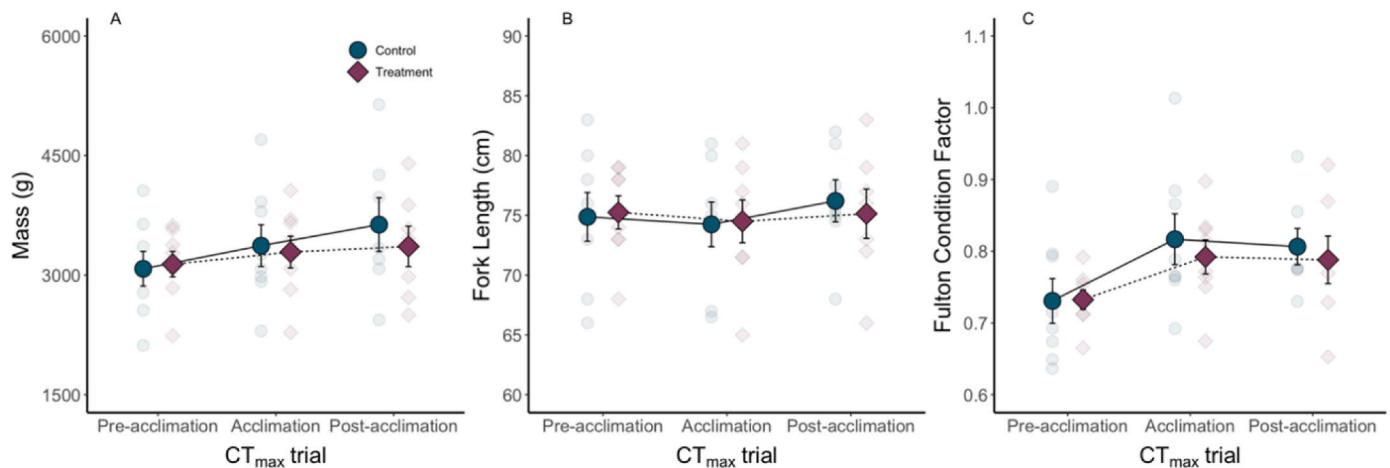 A
B
C
Mass (g)
6000
4500
3000
1500
Control
Treatment
Pre-acclimation Acclimation Post-acclimation
CTmax trial
Fork Length (cm)
90
85
80
75
70
65
60
Pre-acclimation Acclimation Post-acclimation
CTmax trial
Fulton Condition Factor
1.1
1.0
0.9
0.8
0.7
0.6
Pre-acclimation Acclimation Post-acclimation
CTmax trial